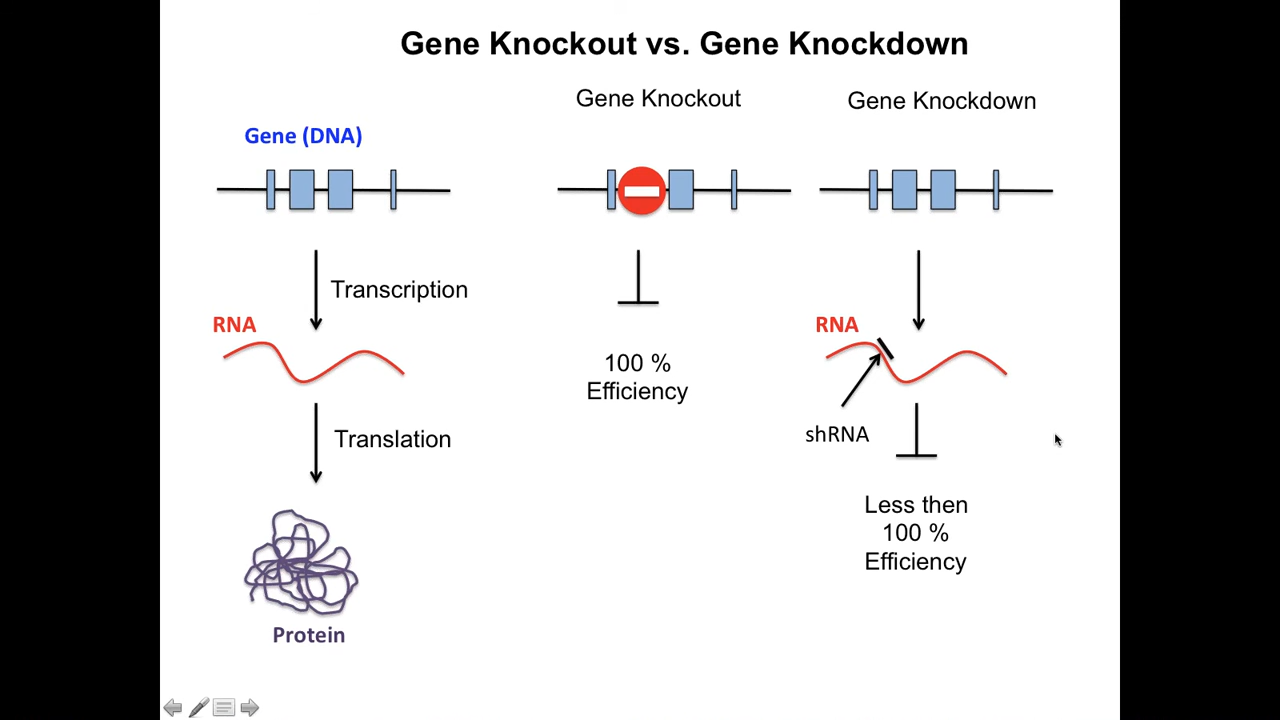 Gene Knockout vs. Gene Knockdown
Gene (DNA)
Transcription
RNA
Translation
Protein
Gene Knockout
100 %
Efficiency
Gene Knockdown
RNA
shRNA
Less then
100 %
Efficiency